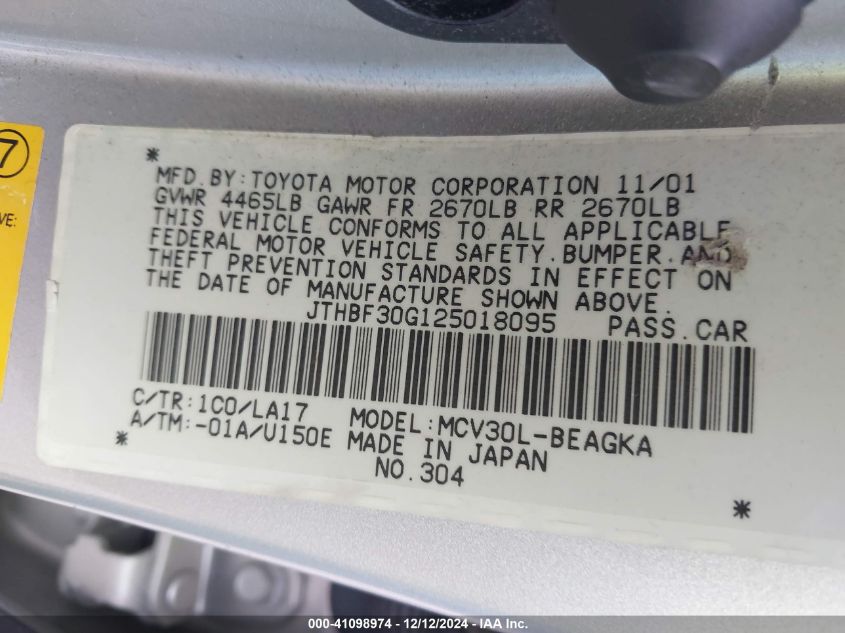 7
VE:
* MFD. BY: TOYOTA MOTOR CORPORATION 11/01
GVWR 4465LB GAWR FR 2670LB RR 2670LB
THIS VEHICLE CONFORMS TO ALL APPLICABLE
FEDERAL MOTOR VEHICLE SAFETY. BUMPER. AND
THEFT PREVENTION STANDARDS IN EFFECT ON
THE DATE OF MANUFACTURE SHOWN ABOVE.
JTHBF30G125018095 PASS. CAR
C/TR: 1C0/LA17 MODEL: MCV30L-BEAGKA
A/TM: -01A/U150E MADE IN JAPAN
* NO. 304 *
000-41098974 - 12/12/2024 - IAA Inc.